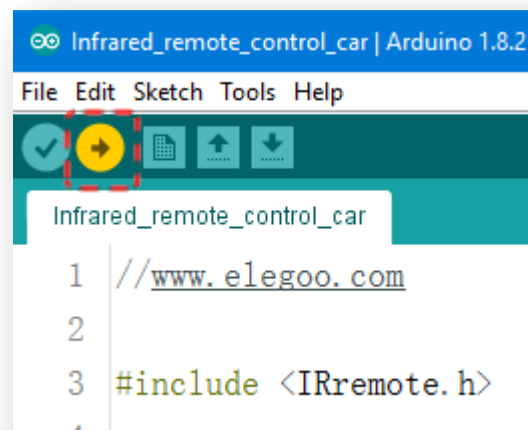 Infrared_remote_control_car | Arduino 1.8.2
File Edit Sketch Tools Help
Infrared_remote_control_car
1 //www.elegoo.com
2
3 #include <IRremote.h>